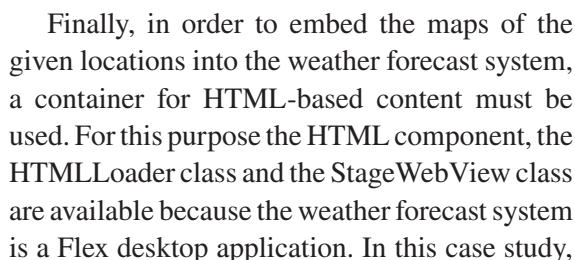 Finally, in order to embed the maps of the
given locations into the weather forecast system,
a container for HTML-based content must be
used. For this purpose the HTML component, the
HTMLLoader class and the StageWebView class
are available because the weather forecast system
is a Flex desktop application. In this case study,